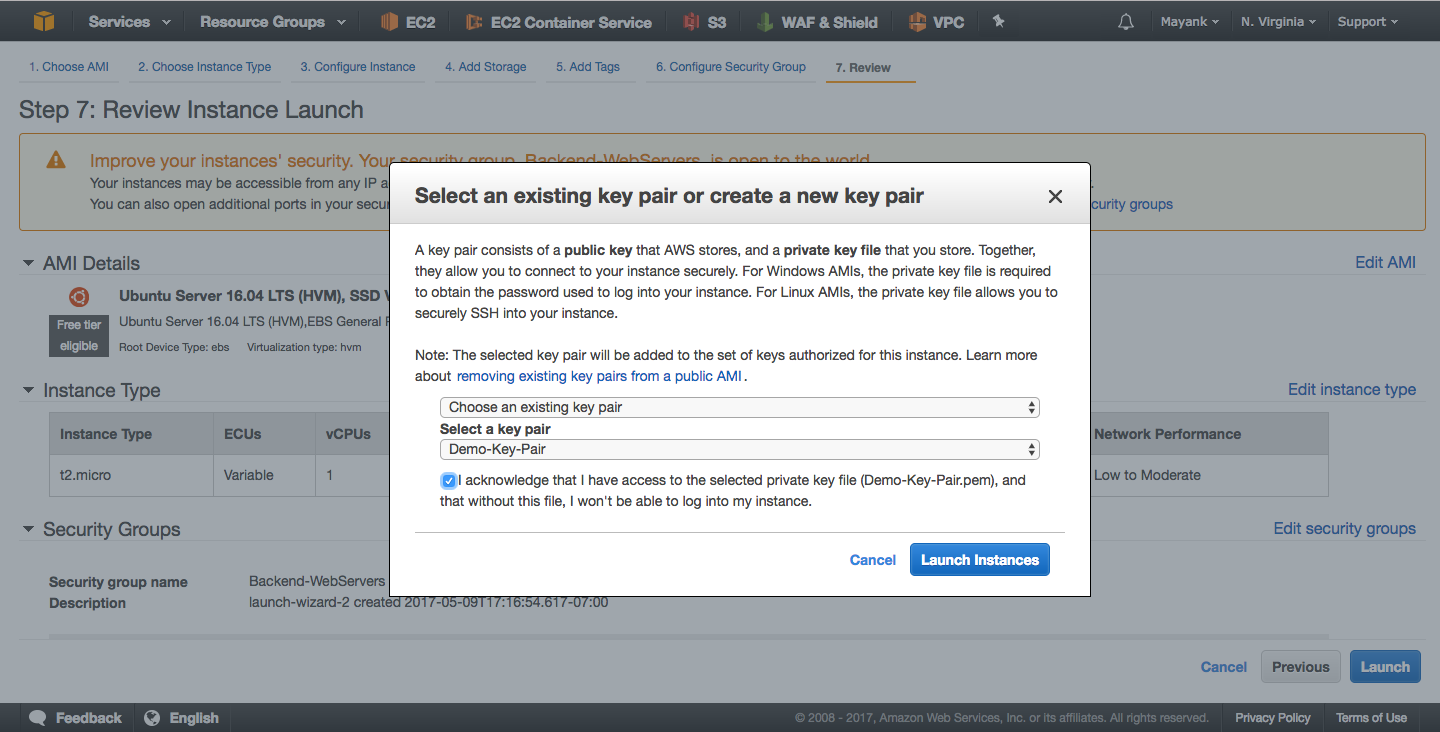 Services Resource Groups EC2 EC2 Container Service S3 WAF & Shield VPC Mayank N. Virginia Support
1. Choose AMI 2. Choose Instance Type 3. Configure Instance 4. Add Storage 5. Add Tags 6. Configure Security Group 7. Review
Step 7: Review Instance Launch
Improve your instances' security. Your security group, Backend-WebServers, is open to the world.
Your instances may be accessible from any IP a
You can also open additional ports in your secur
curity groups
Select an existing key pair or create a new key pair
A key pair consists of a public key that AWS stores, and a private key file that you store. Together,
they allow you to connect to your instance securely. For Windows AMIs, the private key file is required
to obtain the password used to log into your instance. For Linux AMIs, the private key file allows you to
securely SSH into your instance.
Note: The selected key pair will be added to the set of keys authorized for this instance. Learn more
about removing existing key pairs from a public AMI.
Choose an existing key pair
Select a key pair
Demo-Key-Pair
I acknowledge that I have access to the selected private key file (Demo-Key-Pair.pem), and
that without this file, I won't be able to log into my instance.
Cancel Launch Instances
AMI Details Edit AMI
Ubuntu Server 16.04 LTS (HVM), SSD V
Free tier
eligible
Ubuntu Server 16.04 LTS (HVM),EBS General P
Root Device Type: ebs Virtualization type: hvm
Instance Type Edit instance type
Instance Type ECUs vCPUs Network Performance
t2.micro Variable 1 Low to Moderate
Security Groups Edit security groups
Security group name Backend-WebServers
Description launch-wizard-2 created 2017-05-09T17:16:54.617-07:00
Cancel Previous Launch
Feedback English © 2008 - 2017, Amazon Web Services, Inc. or its affiliates. All rights reserved. Privacy Policy Terms of Use